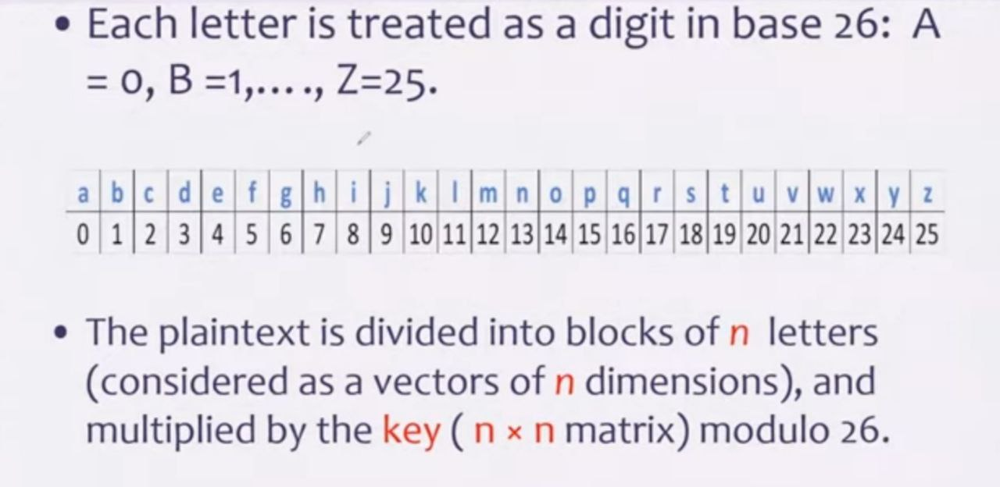 • Each letter is treated as a digit in base 26: A
= 0, B =1,...., Z=25.
a b c d e f g h i j k l m n o p q r s t u v w x y z
0 1 2 3 4 5 6 7 8 9 10 11 12 13 14 15 16 17 18 19 20 21 22 23 24 25
• The plaintext is divided into blocks of n letters
(considered as a vectors of n dimensions), and
multiplied by the key ( n × n matrix) modulo 26.